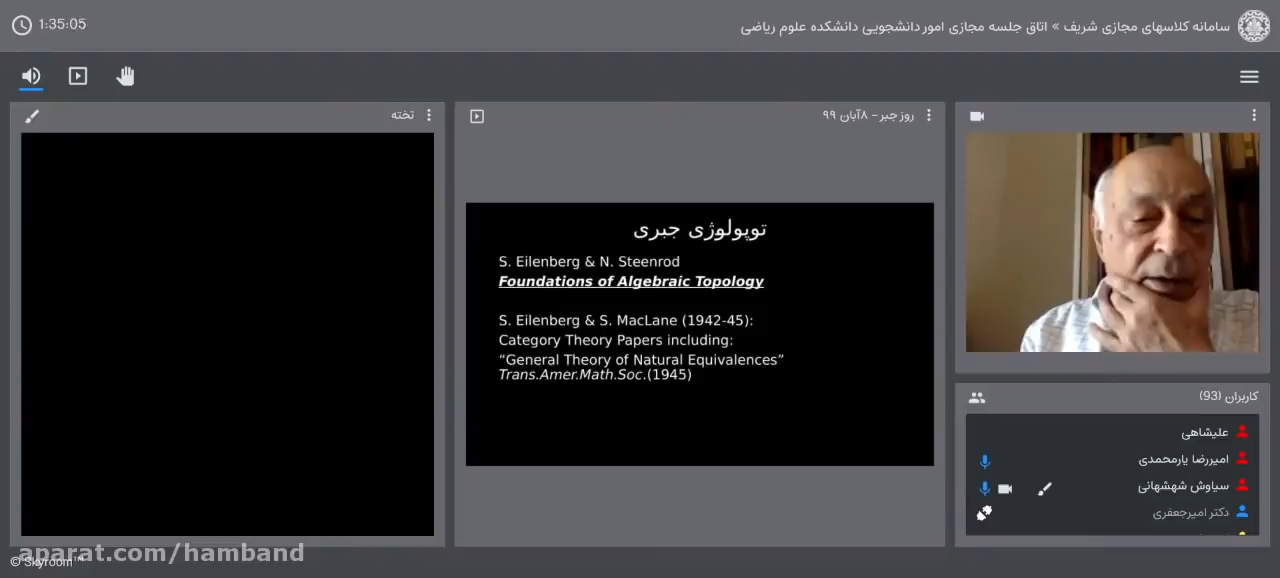 1:35:05
سامانه کلاسهای مجازی شریف » اتاق جلسه مجازی امور دانشجویی دانشکده علوم ریاضی
تخته
روز جبر - ۸آبان ۹۹
توپولوژی جبری
S. Eilenberg & N. Steenrod
Foundations of Algebraic Topology
S. Eilenberg & S. MacLane (1942-45):
Category Theory Papers including:
“General Theory of Natural Equivalences”
Trans.Amer.Math.Soc.(1945)
کاربران (93)
علیشاهی
امیررضا یارمحمدی
سیاوش شهشهانی
دکتر امیرجعفری
aparat.com/hamband
© Skyroom™